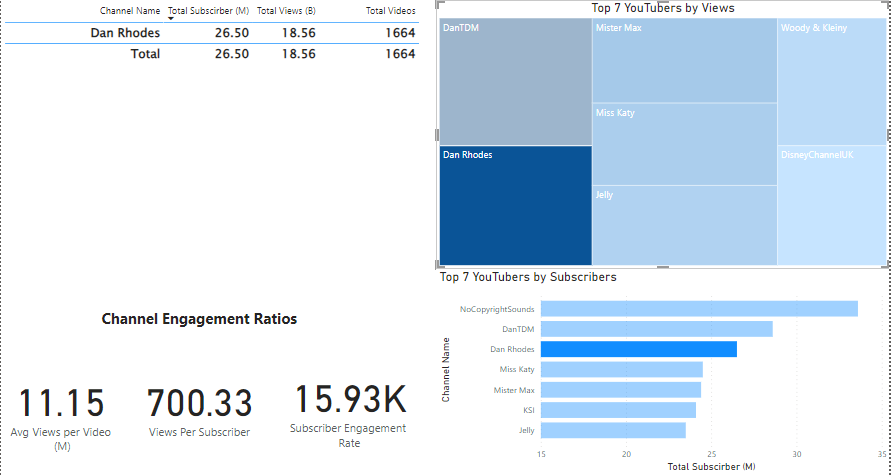 Channel Name Total Subscirber (M) Total Views (B) Total Videos
Dan Rhodes 26.50 18.56 1664
Total 26.50 18.56 1664
Channel Engagement Ratios
11.15
Avg Views per Video
(M)
700.33
Views Per Subscriber
15.93K
Subscriber Engagement
Rate
Top 7 YouTubers by Views
DanTDM
Mister Max
Woody & Kleiny
Miss Katy
Dan Rhodes
DisneyChannelUK
Jelly
Top 7 YouTubers by Subscribers
Channel Name
NoCopyrightSounds
DanTDM
Dan Rhodes
Miss Katy
Mister Max
KSI
Jelly
15 20 25 30 35
Total Subscirber (M)